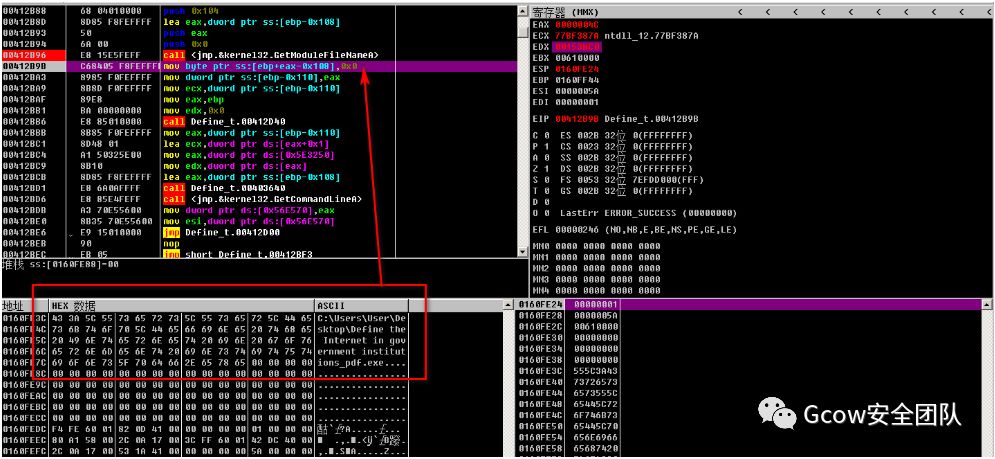 00412B88 68 04010000 push 0x104
00412B8D 8D85 F8FEFFFF lea eax,dword ptr ss:[ebp-0x108]
00412B93 50 push eax
00412B94 6A 00 push 0x0
00412B96 E8 15E5FEFF call <jmp.&kernel32.GetModuleFileNameA>
00412B9B C68405 F8FEFFFF mov byte ptr ss:[ebp+eax-0x108],0x0
00412BA3 8985 F0FEFFFF mov dword ptr ss:[ebp-0x110],eax
00412BA9 8B8D F0FEFFFF mov ecx,dword ptr ss:[ebp-0x110]
00412BAF 89E8 mov eax,ebp
00412BB1 BA 00000000 mov edx,0x0
00412BB6 E8 85010000 call Define_t.00412D40
00412BBB 8B85 F0FEFFFF mov eax,dword ptr ss:[ebp-0x110]
00412BC1 8D48 01 lea ecx,dword ptr ds:[eax+0x1]
00412BC4 A1 50325E00 mov eax,dword ptr ds:[0x5E3250]
00412BC9 8B10 mov edx,dword ptr ds:[eax]
00412BCB 8D85 F8FEFFFF lea eax,dword ptr ss:[ebp-0x108]
00412BD1 E8 6A0AFFFF call Define_t.00403640
00412BD6 E8 85E4FEFF call <jmp.&kernel32.GetCommandLineA>
00412BDB A3 70E55600 mov dword ptr ds:[0x56E570],eax
00412BE0 8B35 70E55600 mov esi,dword ptr ds:[0x56E570]
00412BE6 E9 15010000 jmp Define_t.00412D00
00412BEB 90 nop
00412BEC EB 05 jmp short Define_t.00412BF3
堆栈 ss:[0160FE88]=00
寄存器 (MMX)
EAX 0000004C
ECX 77BF387A ntdll_12.77BF387A
EDX
EBX 00610000
ESP 0160FE24
EBP 0160FF44
ESI 0000005A
EDI 00000001
EIP 00412B9B Define_t.00412B9B
C 0 ES 002B 32位 0(FFFFFFFF)
P 1 CS 0023 32位 0(FFFFFFFF)
A 0 SS 002B 32位 0(FFFFFFFF)
Z 1 DS 002B 32位 0(FFFFFFFF)
S 0 FS 0053 32位 7EFDD000(FFF)
T 0 GS 002B 32位 0(FFFFFFFF)
D 0
O 0 LastErr ERROR_SUCCESS (00000000)
EFL 00000246 (NO,NB,E,BE,NS,PE,GE,LE)
MM0 0000 0000 0000 0000
MM1 0000 0000 0000 0000
MM2 0000 0000 0000 0000
MM3 0000 0000 0000 0000
MM4 0000 0000 0000 0000
地址 HEX 数据 ASCII
0160FE3C 43 3A 5C 55 73 65 72 73 5C 55 73 65 72 5C 44 65 C:\Users\User\De
0160FE4C 73 6B 74 6F 70 5C 44 65 66 69 6E 65 20 74 68 65 sktop\Define the
0160FE5C 20 49 6E 74 65 72 6E 65 74 20 69 6E 20 67 6F 76 Internet in gov
0160FE6C 65 72 6E 6D 65 6E 74 20 69 6E 73 74 69 74 75 74 ernment institut
0160FE7C 69 6F 6E 73 5F 70 64 66 2E 65 78 65 00 00 00 00 ions_pdf.exe....
0160FE8C 00 00 00 00 00 00 00 00 00 00 00 00 00 00 00 00 ................
0160FE9C 00 00 00 00 00 00 00 00 00 00 00 00 00 00 00 00 ................
0160FEAC 00 00 00 00 00 00 00 00 00 00 00 00 00 00 00 00 ................
0160FEBC 00 00 00 00 00 00 00 00 00 00 00 00 00 00 00 00 ................
0160FECC 00 00 00 00 00 00 00 00 00 00 00 00 00 00 00 00 ................
0160FEDC F4 FE 60 01 82 0D 41 00 00 00 00 00 01 00 00 00
0160FEEC 80 A1 58 00 2C 0A 17 00 3C FF 60 01 42 DC 40 00
0160FEFC 2C 0A 17 00 53 1A 41 00 00 00 00 00 5A 00 00 00
0160FE24 00000001
0160FE28 0000005A
0160FE2C 00610000
0160FE30 00000000
0160FE34 00000000
0160FE38 00000000
0160FE3C 555C3A43
0160FE40 73726573
0160FE44 6573555C
0160FE48 65445C72
0160FE4C 6F746B73
0160FE50 65445C70
0160FE54 656E6966
0160FE58 65687420
Gcow安全团队